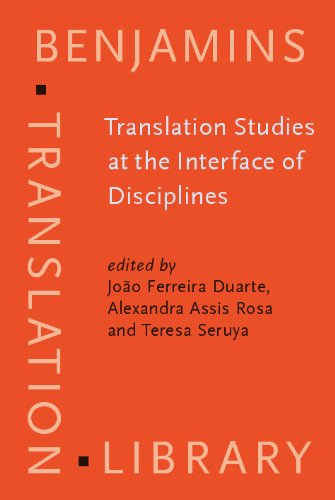 BENJAMINS
TRANSLATION
LIBRARY
Translation Studies
at the Interface of
Disciplines
edited by
João Ferreira Duarte,
Alexandra Assis Rosa
and Teresa Seruya